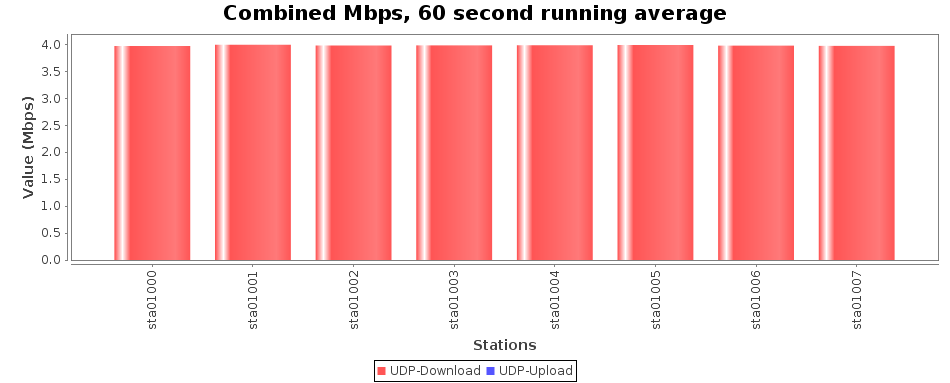 Combined Mbps, 60 second running average
Value (Mbps)
4.0
3.5
3.0
2.5
2.0
1.5
1.0
0.5
0.0
sta01000
sta01001
sta01002
sta01003
sta01004
sta01005
sta01006
sta01007
Stations
UDP-Download UDP-Upload